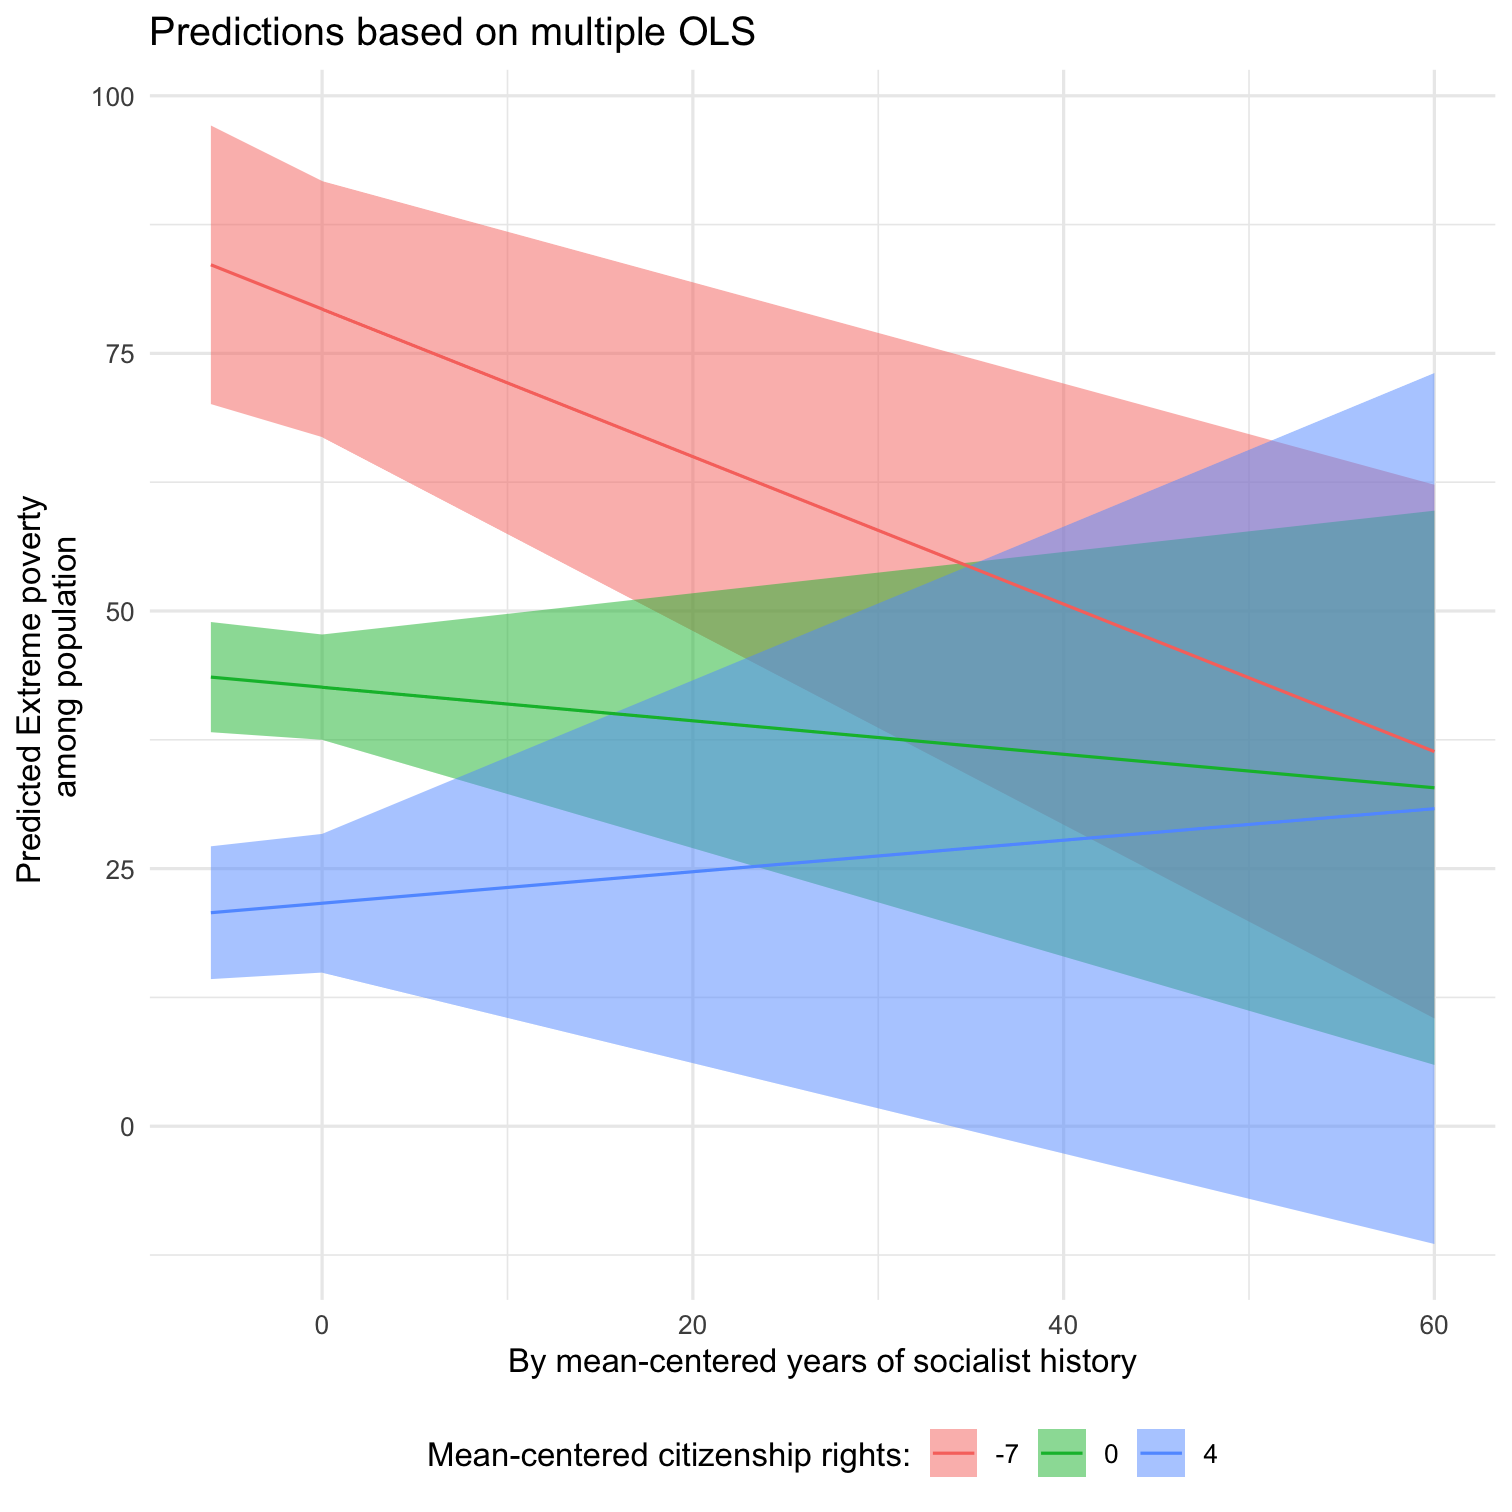 Predictions based on multiple OLS
Predicted Extreme poverty
among population
100
75
50
25
0
0
20
40
60
By mean-centered years of socialist history
Mean-centered citizenship rights:
-7
0
4